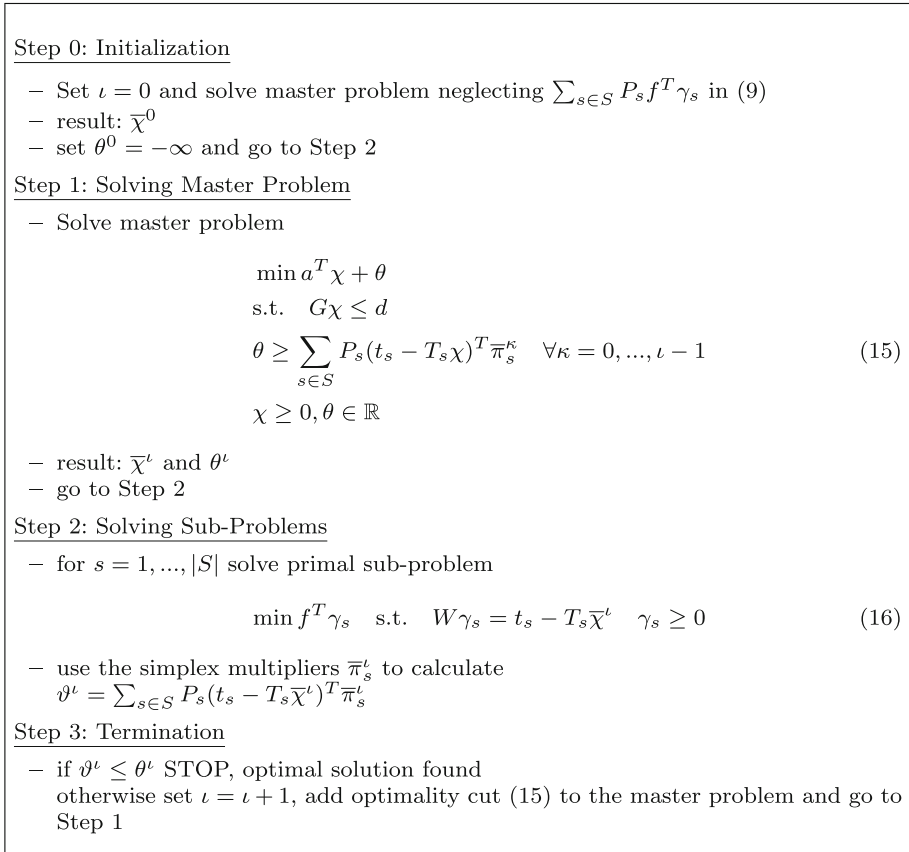 Step 0: Initialization
– Set ι = 0 and solve master problem neglecting ∑_{s∈S} P_s f^T γ_s in (9)
– result: χ̅^0
– set θ^0 = −∞ and go to Step 2
Step 1: Solving Master Problem
– Solve master problem
min a^T χ + θ
s.t. Gχ ≤ d
θ ≥ ∑_{s∈S} P_s(t_s − T_s χ)^T π̅_s^κ ∀κ = 0, ..., ι − 1 (15)
χ ≥ 0, θ ∈ ℝ
– result: χ̅^ι and θ^ι
– go to Step 2
Step 2: Solving Sub-Problems
– for s = 1, ..., |S| solve primal sub-problem
min f^T γ_s s.t. Wγ_s = t_s − T_s χ̅^ι γ_s ≥ 0 (16)
– use the simplex multipliers π̅_s^ι to calculate
ϑ^ι = ∑_{s∈S} P_s(t_s − T_s χ̅^ι)^T π̅_s^ι
Step 3: Termination
– if ϑ^ι ≤ θ^ι STOP, optimal solution found
otherwise set ι = ι + 1, add optimality cut (15) to the master problem and go to
Step 1